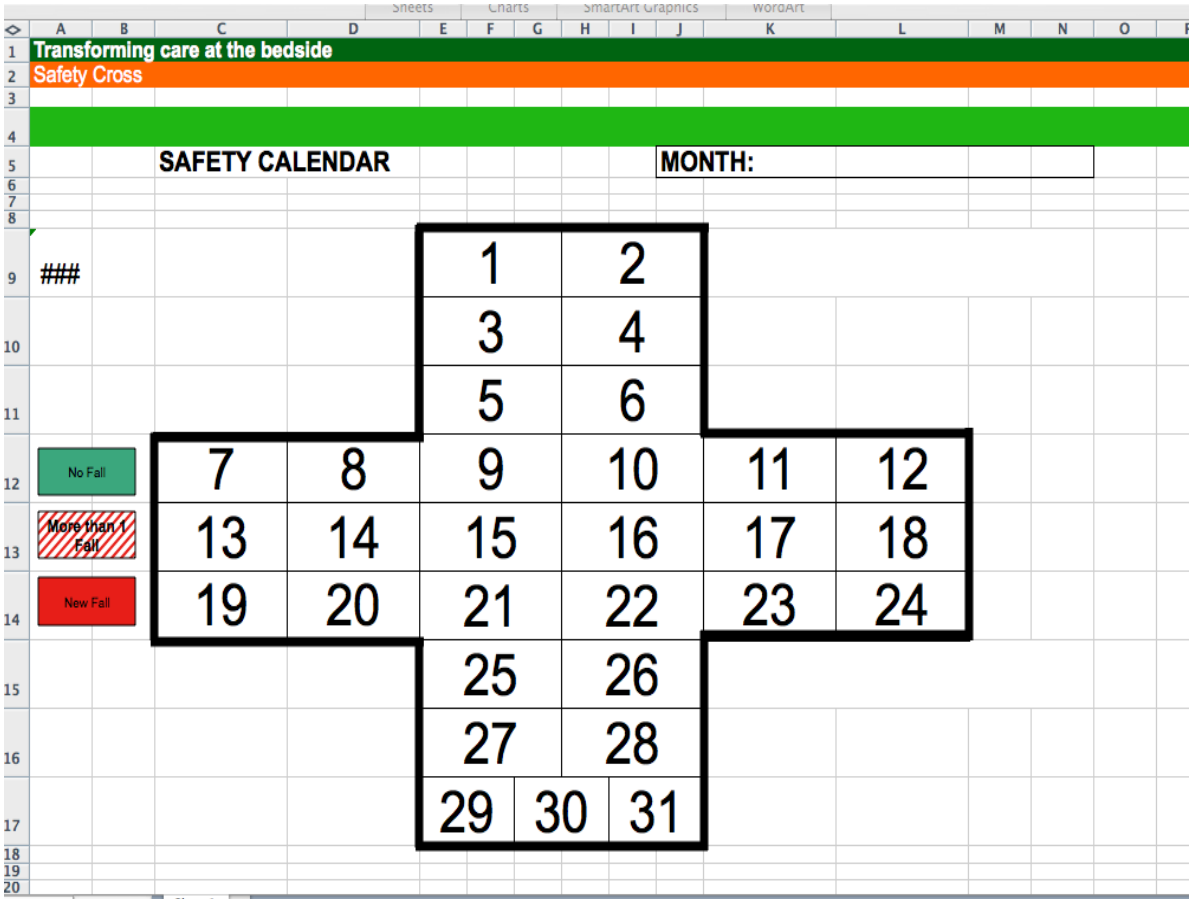 Sheets Charts SmartArt Graphics WordArt
A B C D E F G H I J K L M N O
1 Transforming care at the bedside
2 Safety Cross
3
4
5 SAFETY CALENDAR MONTH:
6
7
8
9 ### 1 2
10 3 4
11 5 6
12 No Fall 7 8 9 10 11 12
13 More than 1
Fall 13 14 15 16 17 18
14 New Fall 19 20 21 22 23 24
15 25 26
16 27 28
17 29 30 31
18
19
20